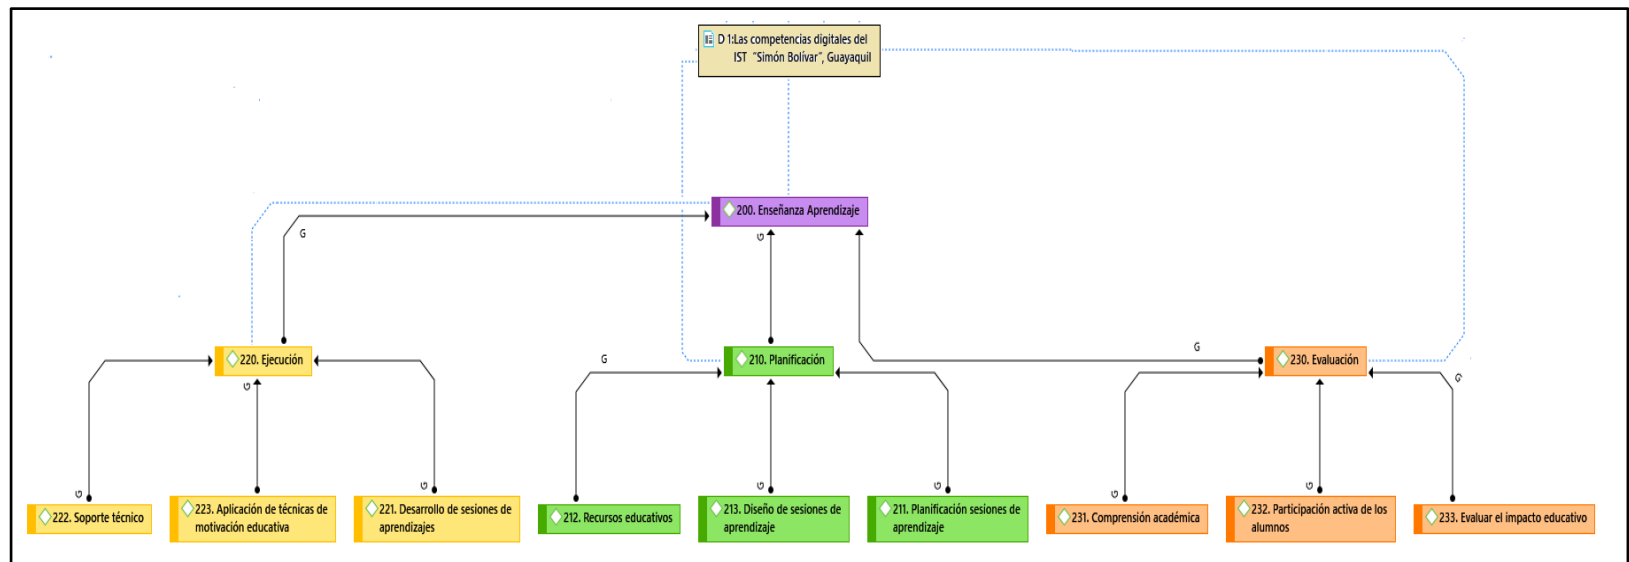 D 1:Las competencias digitales del
IST "Simón Bolívar", Guayaquil
200. Enseñanza Aprendizaje
G
G
220. Ejecución
210. Planificación
230. Evaluación
G
G
G
G
G
G
G
G
G
222. Soporte técnico
223. Aplicación de técnicas de
motivación educativa
221. Desarrollo de sesiones de
aprendizajes
212. Recursos educativos
213. Diseño de sesiones de
aprendizaje
211. Planificación sesiones de
aprendizaje
231. Comprensión académica
232. Participación activa de los
alumnos
233. Evaluar el impacto educativo